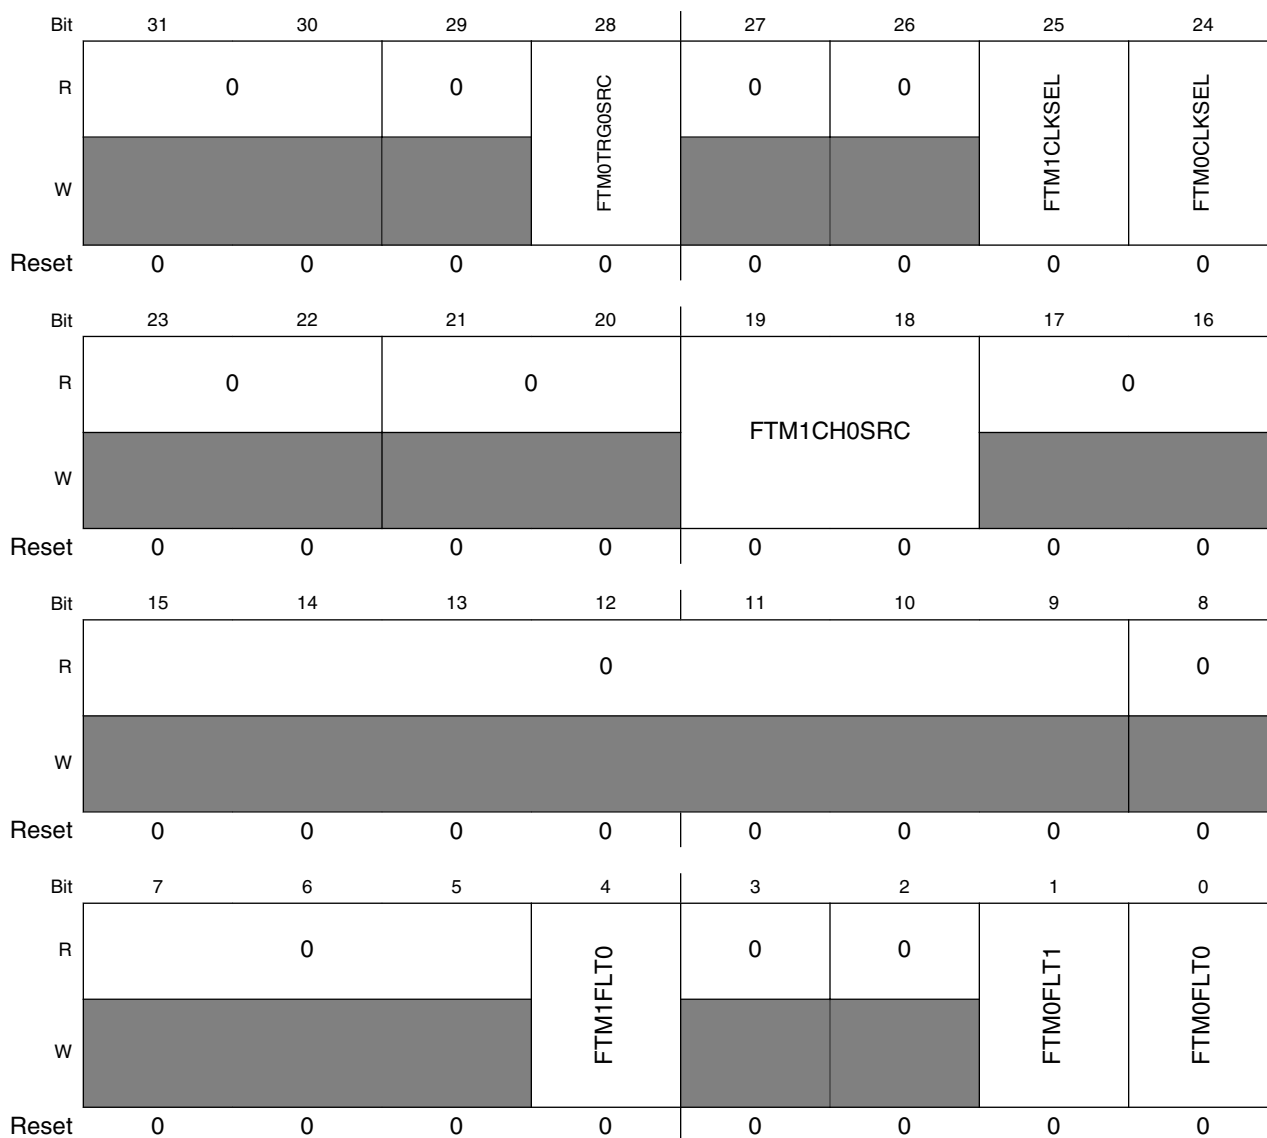 Bit 31 30 29 28 27 26 25 24
R 0 0 FTM0TRG0SRC 0 0 FTM1CLKSEL FTM0CLKSEL
W
Reset 0 0 0 0 0 0 0 0
Bit 23 22 21 20 19 18 17 16
R 0 0 FTM1CH0SRC 0
W
Reset 0 0 0 0 0 0 0 0
Bit 15 14 13 12 11 10 9 8
R 0 0
W
Reset 0 0 0 0 0 0 0 0
Bit 7 6 5 4 3 2 1 0
R 0 FTM1FLT0 0 0 FTM0FLT1 FTM0FLT0
W
Reset 0 0 0 0 0 0 0 0